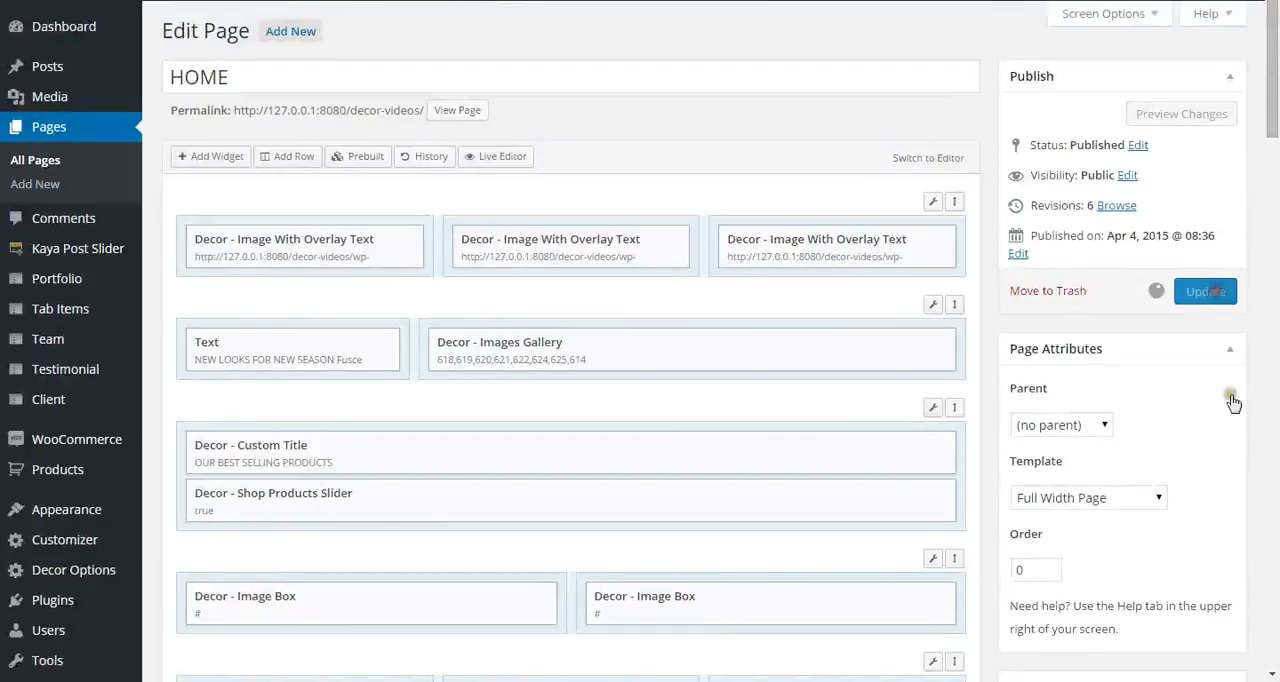 Dashboard
Posts
Media
Pages
All Pages
Add New
Comments
Kaya Post Slider
Portfolio
Tab Items
Team
Testimonial
Client
WooCommerce
Products
Appearance
Customizer
Decor Options
Plugins
Users
Tools
Screen Options
Help
Edit Page
Add New
HOME
Permalink: http://127.0.0.1:8080/decor-videos/
View Page
Add Widget
Add Row
Prebuilt
History
Live Editor
Switch to Editor
Decor - Image With Overlay Text
http://127.0.0.1:8080/decor-videos/wp-
Decor - Image With Overlay Text
http://127.0.0.1:8080/decor-videos/wp-
Decor - Image With Overlay Text
http://127.0.0.1:8080/decor-videos/wp-
Text
NEW LOOKS FOR NEW SEASON Fusce
Decor - Images Gallery
618,619,620,621,622,624,625,614
Decor - Custom Title
OUR BEST SELLING PRODUCTS
Decor - Shop Products Slider
true
Decor - Image Box
#
Decor - Image Box
#
Publish
Preview Changes
Status: Published Edit
Visibility: Public Edit
Revisions: 6 Browse
Published on: Apr 4, 2015 @ 08:36
Edit
Move to Trash
Update
Page Attributes
Parent
(no parent)
Template
Full Width Page
Order
0
Need help? Use the Help tab in the upper
right of your screen.